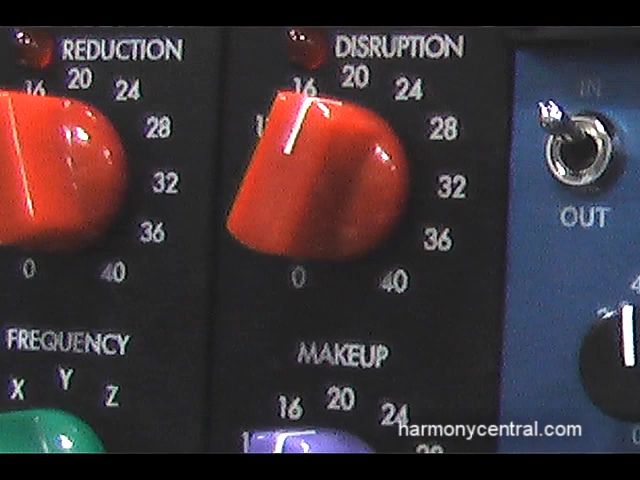 REDUCTION
16 20 24
28
32
36
0 40
FREQUENCY
X Y Z
DISRUPTION
16 20 24
28
32
36
0 40
MAKEUP
16 20 24
IN
OUT
harmonycentral.com